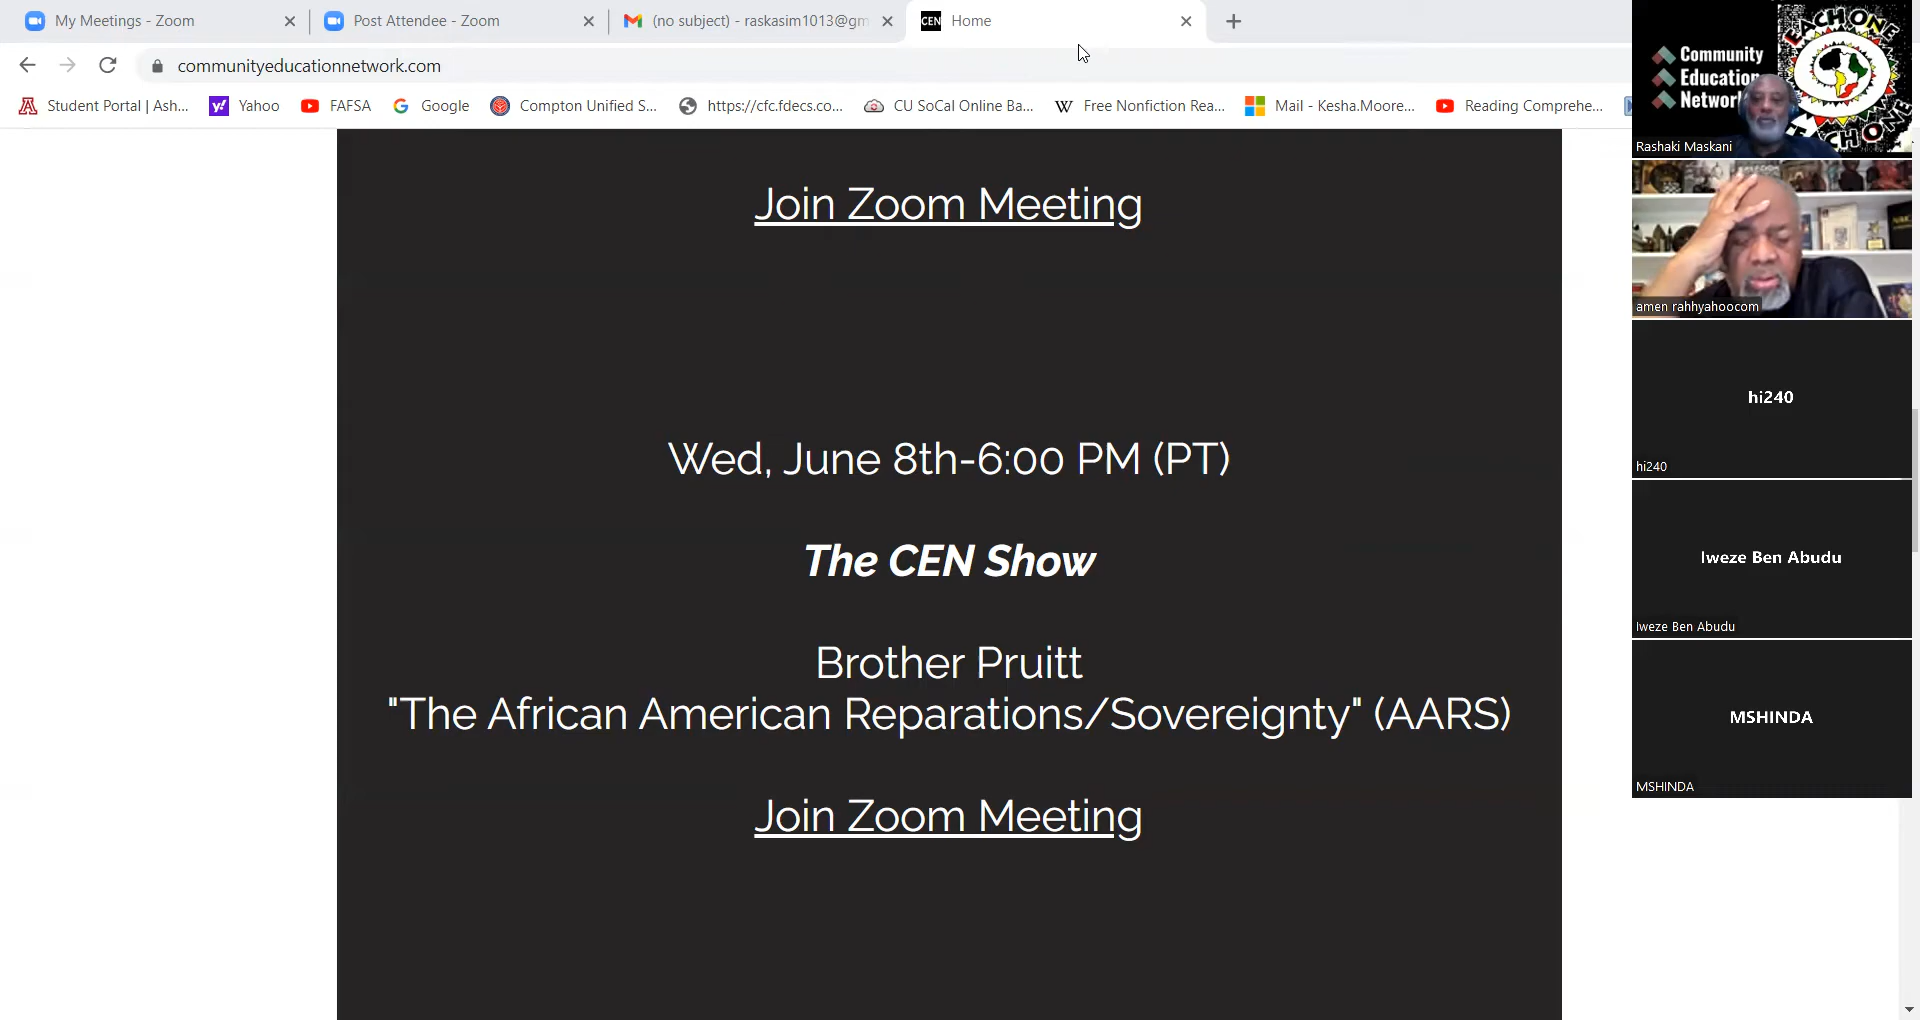 My Meetings - Zoom
Post Attendee - Zoom
(no subject) - raskasim1013@gm
CEN Home
communityeducationnetwork.com
Student Portal | Ash...
Yahoo
FAFSA
Google
Compton Unified S...
https://cfc.fdecs.co...
CU SoCal Online Ba...
W Free Nonfiction Rea...
Mail - Kesha.Moore...
Reading Comprehe...
Join Zoom Meeting
Wed, June 8th-6:00 PM (PT)
The CEN Show
Brother Pruitt
"The African American Reparations/Sovereignty" (AARS)
Join Zoom Meeting
Community
Education
Network
EACH ONE
Rashaki Maskani
amen rahhyahoocom
hi240
hi240
Iweze Ben Abudu
Iweze Ben Abudu
MSHINDA
MSHINDA